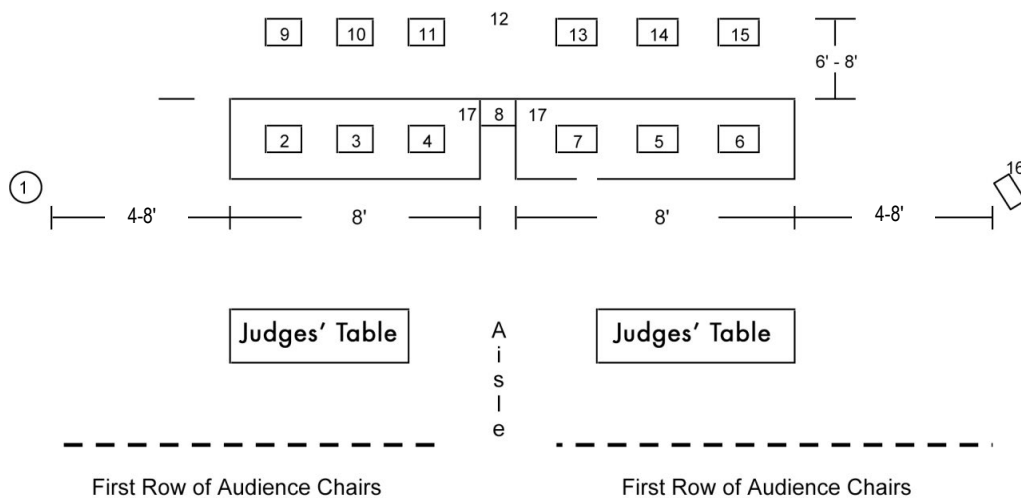 9 10 11 12 13 14 15
6' - 8'
2 3 4 17 8 17 7 5 6
1
16
4-8' 8' 8' 4-8'
Judges' Table Judges' Table
A
i
s
l
e
First Row of Audience Chairs First Row of Audience Chairs